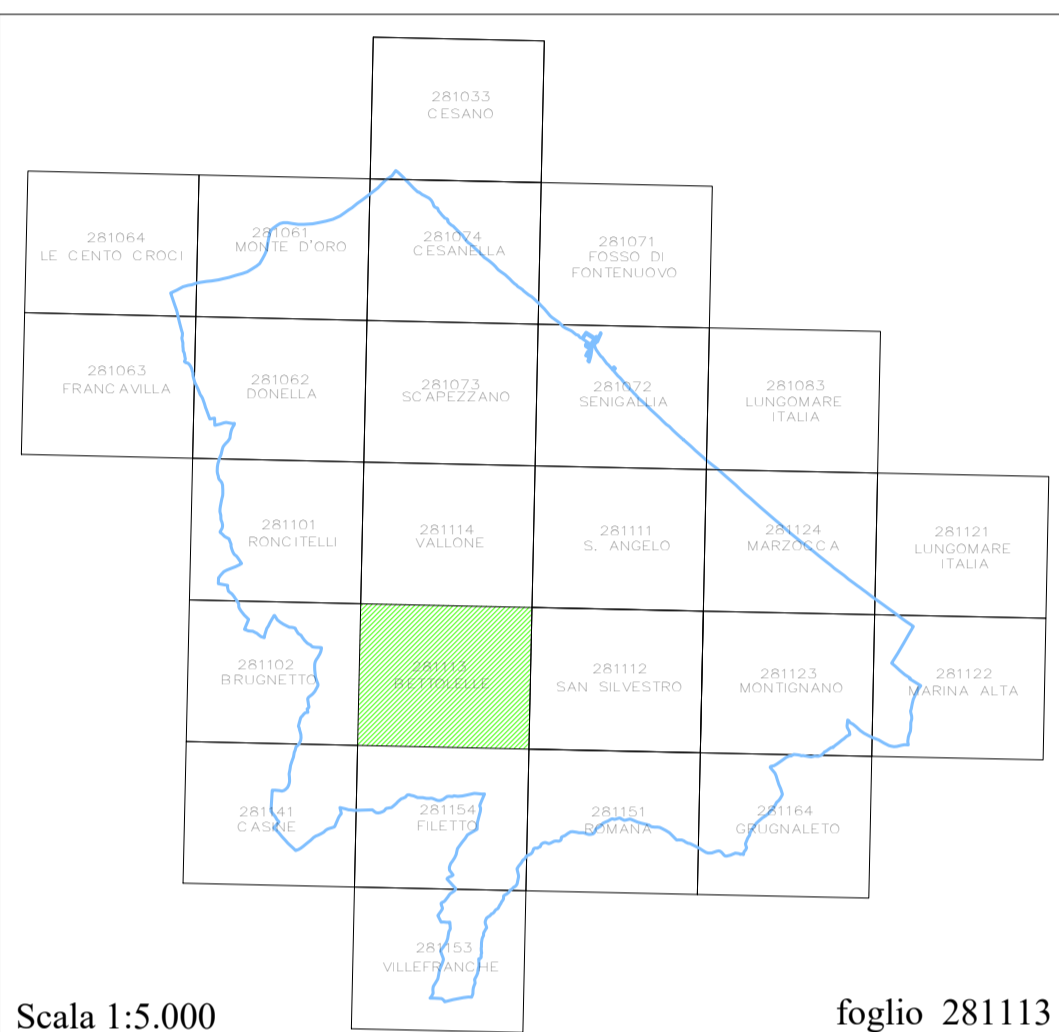 281033
CESANO
281064
LE CENTO CROCI
281061
MONTE D'ORO
281074
CESANELLA
281071
FOSSO DI
FONTENUOVO
281063
FRANCAVILLA
281062
DONELLA
281073
SCAPEZZANO
281072
SENIGALLIA
281083
LUNGOMARE
ITALIA
281101
RONCITELLI
281114
VALLONE
281111
S. ANGELO
281124
MARZOCCA
281121
LUNGOMARE
ITALIA
281102
BRUGNETTO
281113
BETTOLELLE
281112
SAN SILVESTRO
281123
MONTIGNANO
281122
MARINA ALTA
281141
CASINE
281154
FILETTO
281151
ROMANA
281164
GRUGNALETO
281153
VILLEFRANCHE
Scala 1:5.000
foglio 281113